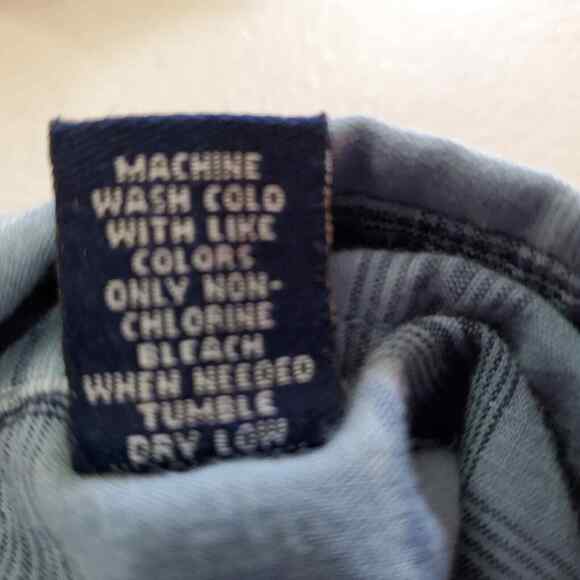 MACHINE
WASH COLD
WITH LIKE
COLORS
ONLY NON-
CHLORINE
BLEACH
WHEN NEEDED
TUMBLE
DRY LOW